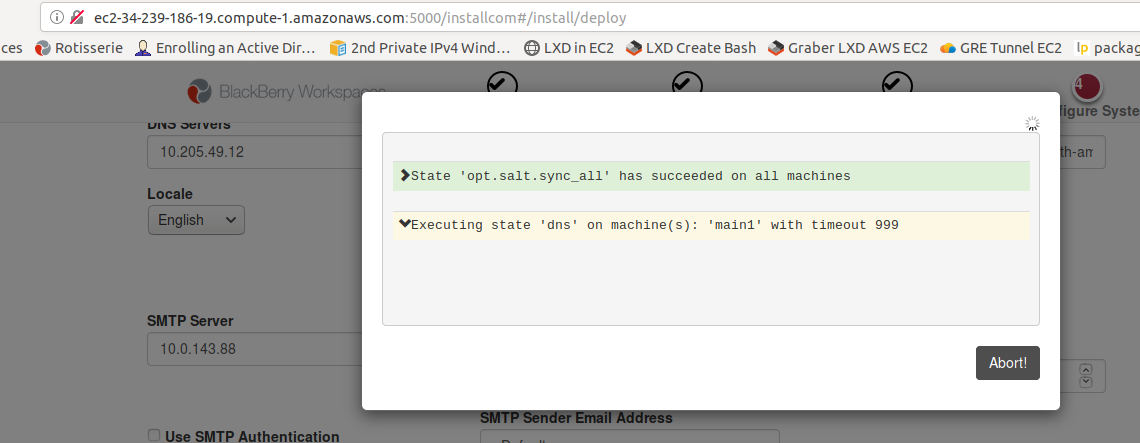 ec2-34-239-186-19.compute-1.amazonaws.com:5000/installcom#/install/deploy
ces Rotisserie Enrolling an Active Dir… 2nd Private IPv4 Wind… LXD in EC2 LXD Create Bash Graber LXD AWS EC2 GRE Tunnel EC2 lp packag
BlackBerry Workspaces
4
figure Syste
DNS Servers
10.205.49.12
th-am
Locale
English
State 'opt.salt.sync_all' has succeeded on all machines
Executing state 'dns' on machine(s): 'main1' with timeout 999
SMTP Server
10.0.143.88
Abort!
SMTP Sender Email Address
Use SMTP Authentication